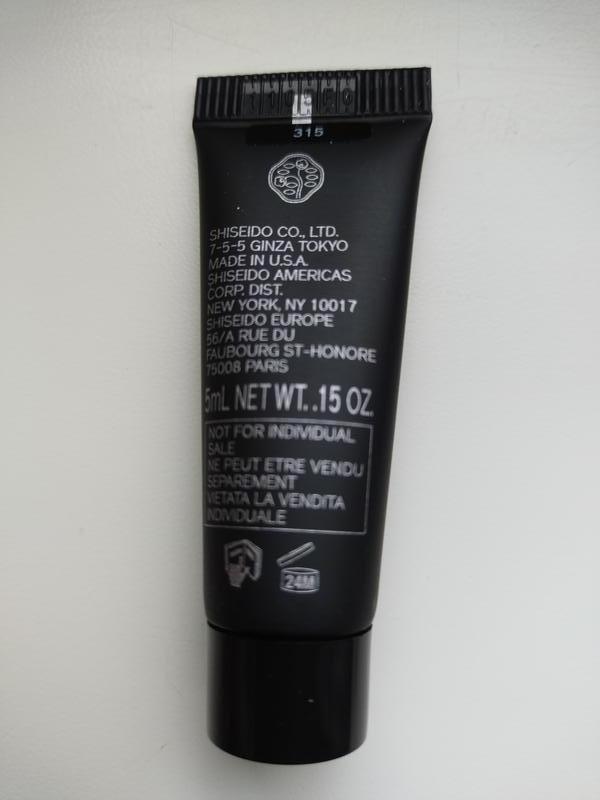 315
SHISEIDO CO., LTD.
7-5-5 GINZA TOKYO
MADE IN U.S.A.
SHISEIDO AMERICAS
CORP. DIST.
NEW YORK, NY 10017
SHISEIDO EUROPE
56/A RUE DU
FAUBOURG ST-HONORE
75008 PARIS
5mL NET WT. .15 OZ.
NOT FOR INDIVIDUAL
SALE
NE PEUT ETRE VENDU
SEPAREMENT
VIETATA LA VENDITA
INDIVIDUALE
24M